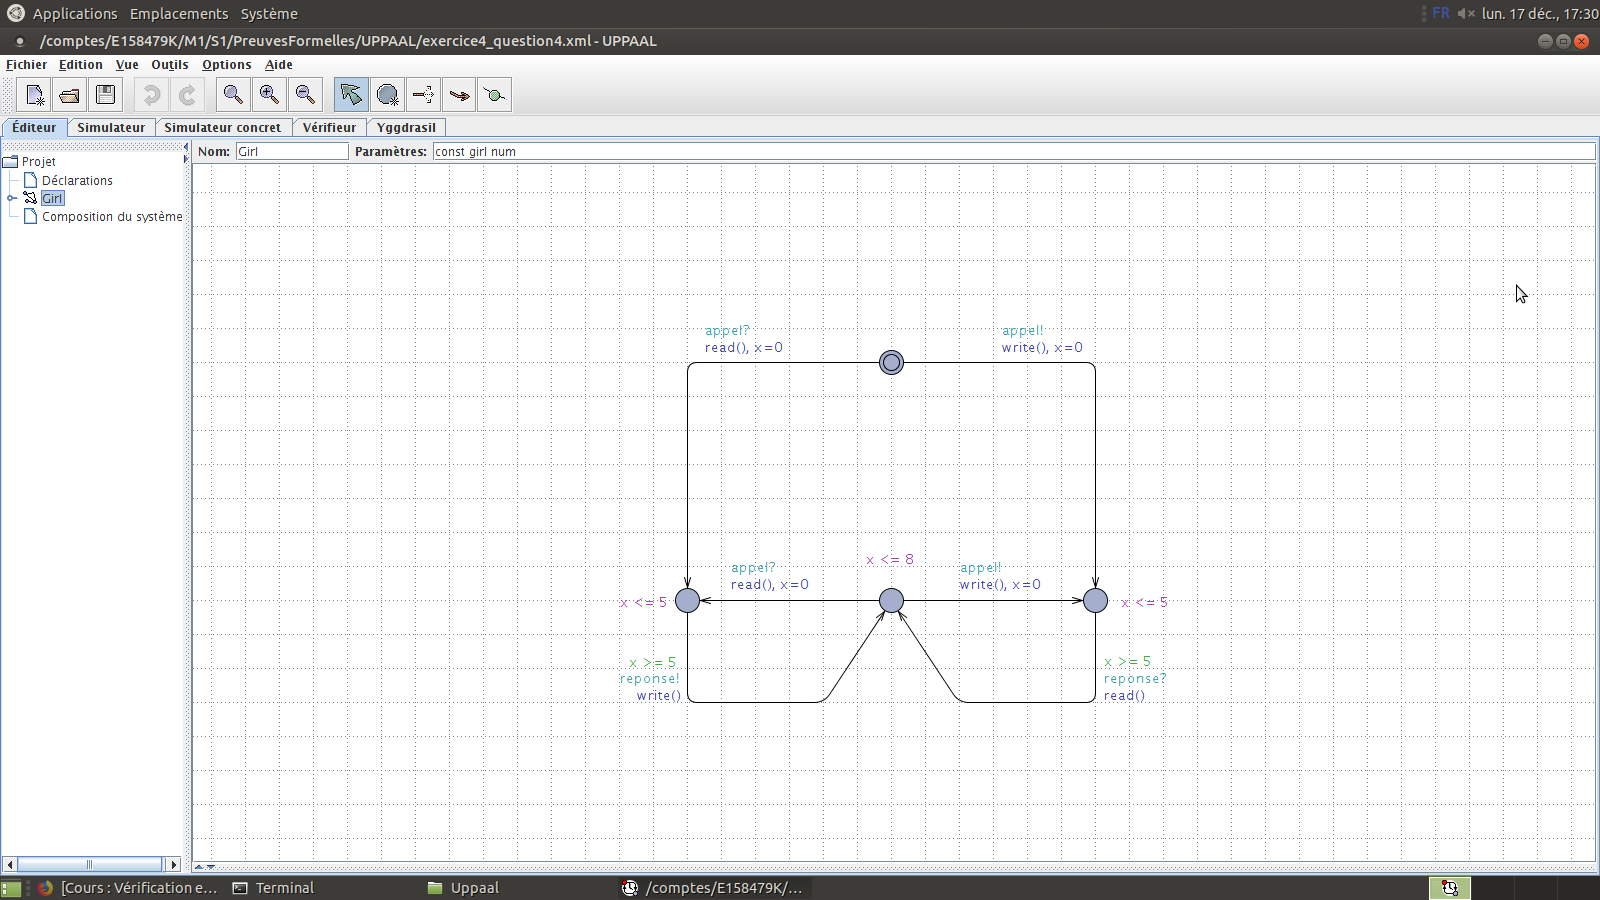 Applications Emplacements Système FR lun. 17 déc., 17:30
/comptes/E158479K/M1/S1/PreuvesFormelles/UPPAAL/exercice4_question4.xml - UPPAAL
Fichier Edition Vue Outils Options Aide
Éditeur Simulateur Simulateur concret Vérifieur Yggdrasil
Nom: Girl Paramètres: const girl num
Projet
Déclarations
Girl
Composition du système
appel? appel!
read(), x=0 write(), x=0
x <= 8
appel? appel!
read(), x=0 write(), x=0
x <= 5 x <= 5
x >= 5 x >= 5
reponse! reponse?
write() read()
[Cours : Vérification e... Terminal Uppaal /comptes/E158479K/...